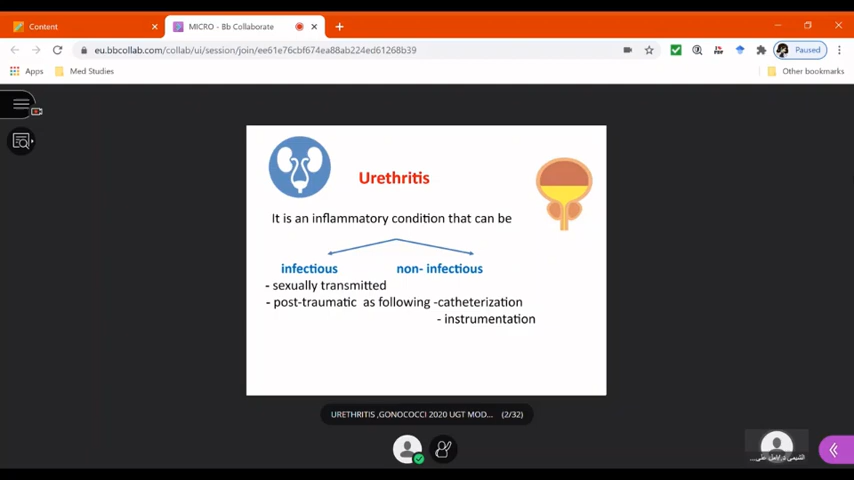 Content
MICRO - Bb Collaborate
eu.bbcollab.com/collab/ui/session/join/ee61e76cbf364ea88ab224ed61268b39
Paused
Apps
Med Studies
Other bookmarks
Urethritis
It is an inflammatory condition that can be
infectious non- infectious
- sexually transmitted
- post-traumatic as following -catheterization
- instrumentation
URETHRITIS ,GONOCOCCI 2020 UGT MOD... (2/32)